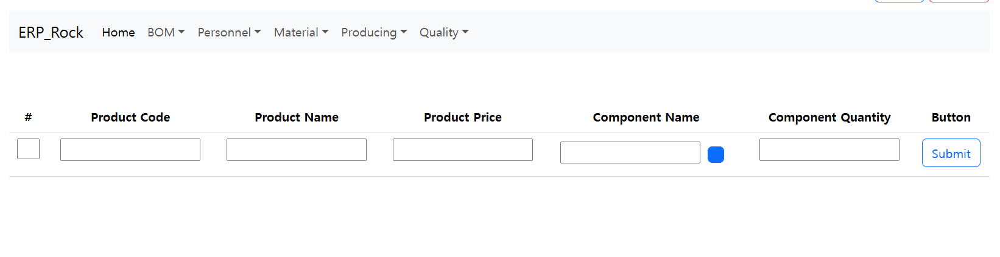 ERP_Rock Home BOM Personnel Material Producing Quality
# Product Code Product Name Product Price Component Name Component Quantity Button
Submit